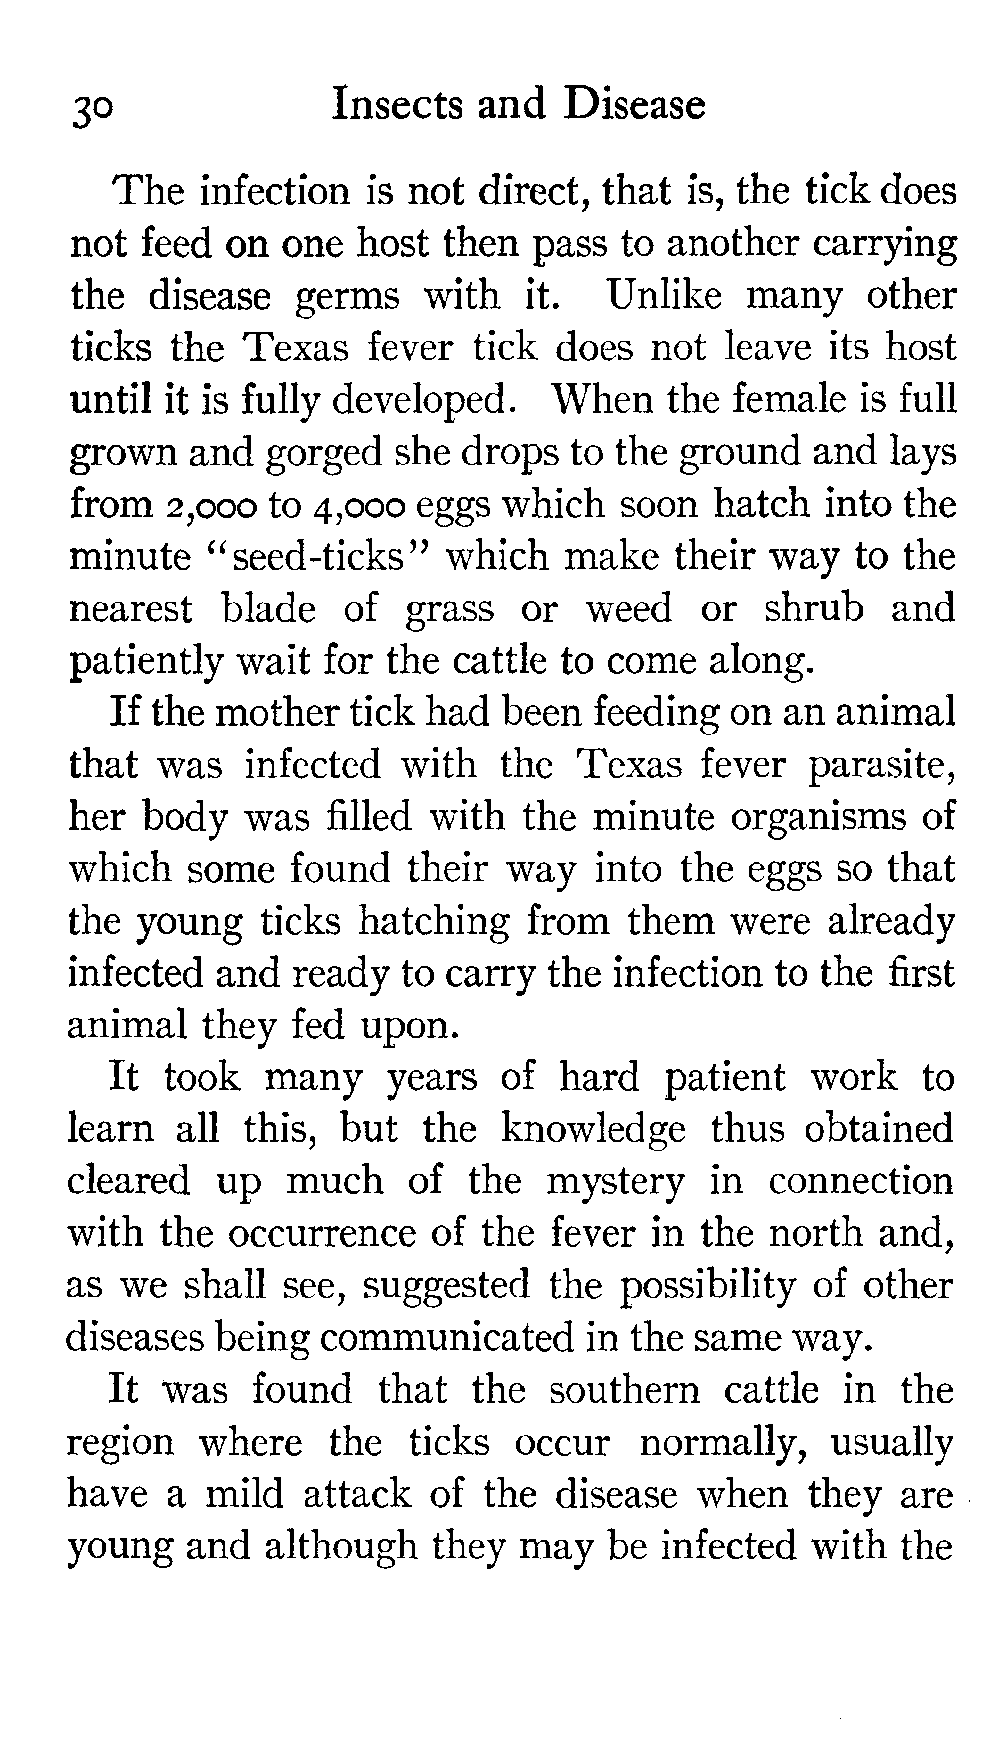 30 Insects and Disease
The infection is not direct, that is, the tick does
not feed on one host then pass to another carrying
the disease germs with it. Unlike many other
ticks the Texas fever tick does not leave its host
until it is fully developed. When the female is full
grown and gorged she drops to the ground and lays
from 2,000 to 4,000 eggs which soon hatch into the
minute “seed-ticks” which make their way to the
nearest blade of grass or weed or shrub and
patiently wait for the cattle to come along.
If the mother tick had been feeding on an animal
that was infected with the Texas fever parasite,
her body was filled with the minute organisms of
which some found their way into the eggs so that
the young ticks hatching from them were already
infected and ready to carry the infection to the first
animal they fed upon.
It took many years of hard patient work to
learn all this, but the knowledge thus obtained
cleared up much of the mystery in connection
with the occurrence of the fever in the north and,
as we shall see, suggested the possibility of other
diseases being communicated in the same way.
It was found that the southern cattle in the
region where the ticks occur normally, usually
have a mild attack of the disease when they are
young and although they may be infected with the